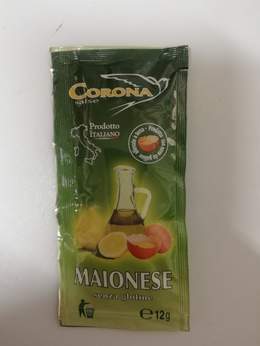 CORONA
salse
Prodotto
ITALIANO
MAIONESE
senza glutine
e 12g